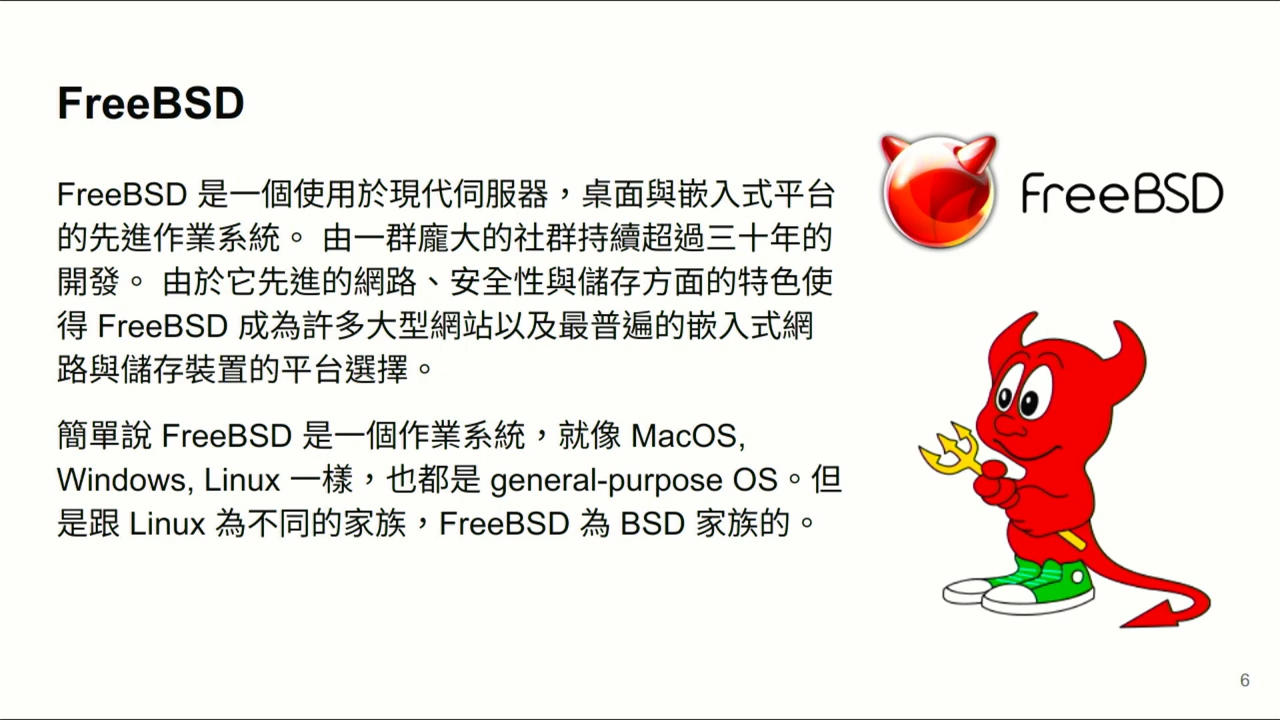 FreeBSD
FreeBSD 是一個使用於現代伺服器，桌面與嵌入式平台
的先進作業系統。 由一群龐大的社群持續超過三十年的
開發。 由於它先進的網路、安全性與儲存方面的特色使
得 FreeBSD 成為許多大型網站以及最普遍的嵌入式網
路與儲存裝置的平台選擇。
簡單說 FreeBSD 是一個作業系統，就像 MacOS,
Windows, Linux 一樣，也都是 general-purpose OS。但
是跟 Linux 為不同的家族，FreeBSD 為 BSD 家族的。
FreeBSD
6